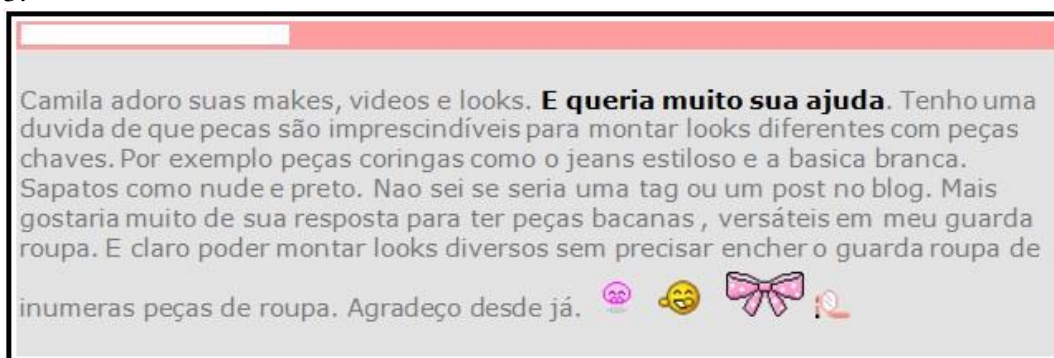 Camila adoro suas makes, videos e looks. E queria muito sua ajuda. Tenho uma
duvida de que pecas são imprescindíveis para montar looks diferentes com peças
chaves. Por exemplo peças coringas como o jeans estiloso e a basica branca.
Sapatos como nude e preto. Nao sei se seria uma tag ou um post no blog. Mais
gostaria muito de sua resposta para ter peças bacanas , versáteis em meu guarda
roupa. E claro poder montar looks diversos sem precisar encher o guarda roupa de
inumeras peças de roupa. Agradeço desde já.